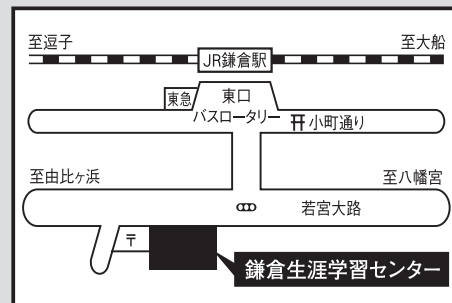 至逗子
至大船
JR鎌倉駅
東急
東口
バスロータリー
小町通り
至由比ヶ浜
至八幡宮
若宮大路
〒
鎌倉生涯学習センター